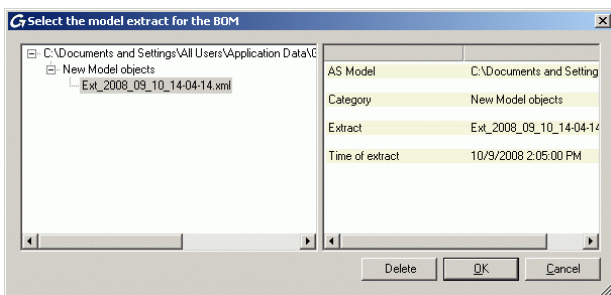 Select the model extract for the BOM
C:\Documents and Settings\All Users\Application Data\G
New Model objects
Ext_2008_09_10_14-04-14.xml
AS Model C:\Documents and Setting
Category New Model objects
Extract Ext_2008_09_10_14-04-14
Time of extract 10/9/2008 2:05:00 PM
Delete OK Cancel